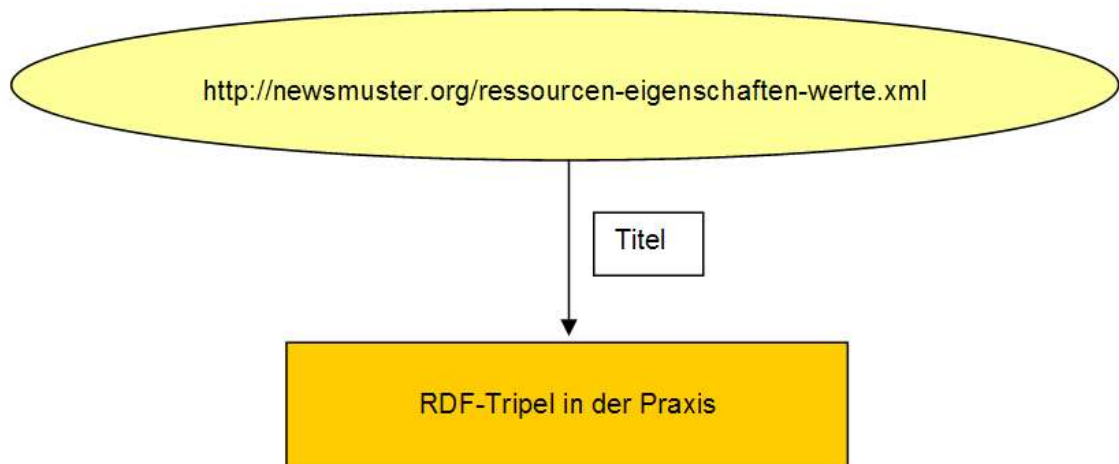 http://newsmuster.org/ressourcen-eigenschaften-werte.xml
Titel
RDF-Tripel in der Praxis